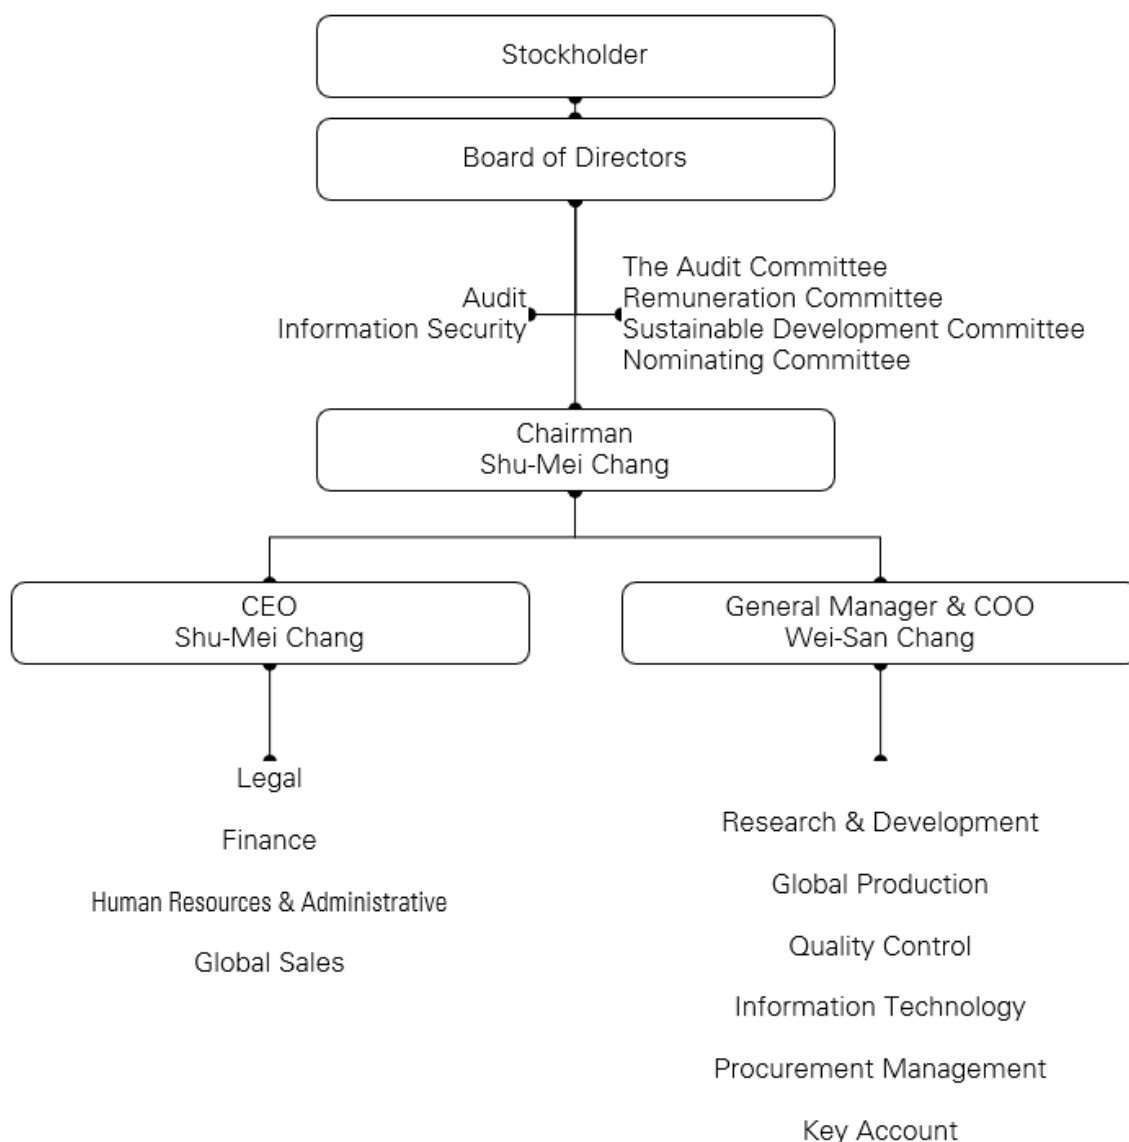 Stockholder
Board of Directors
Audit
Information Security
The Audit Committee
Remuneration Committee
Sustainable Development Committee
Nominating Committee
Chairman
Shu-Mei Chang
CEO
Shu-Mei Chang
General Manager & COO
Wei-San Chang
Legal
Finance
Human Resources & Administrative
Global Sales
Research & Development
Global Production
Quality Control
Information Technology
Procurement Management
Key Account